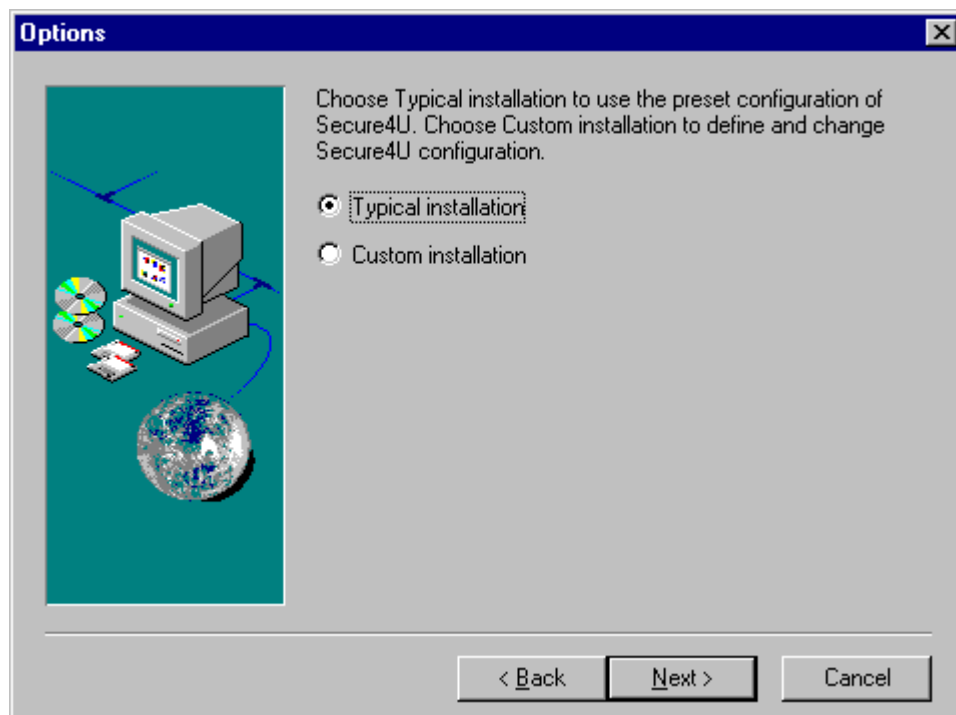 Options
Choose Typical installation to use the preset configuration of
Secure4U. Choose Custom installation to define and change
Secure4U configuration.
Typical installation
Custom installation
< Back
Next >
Cancel